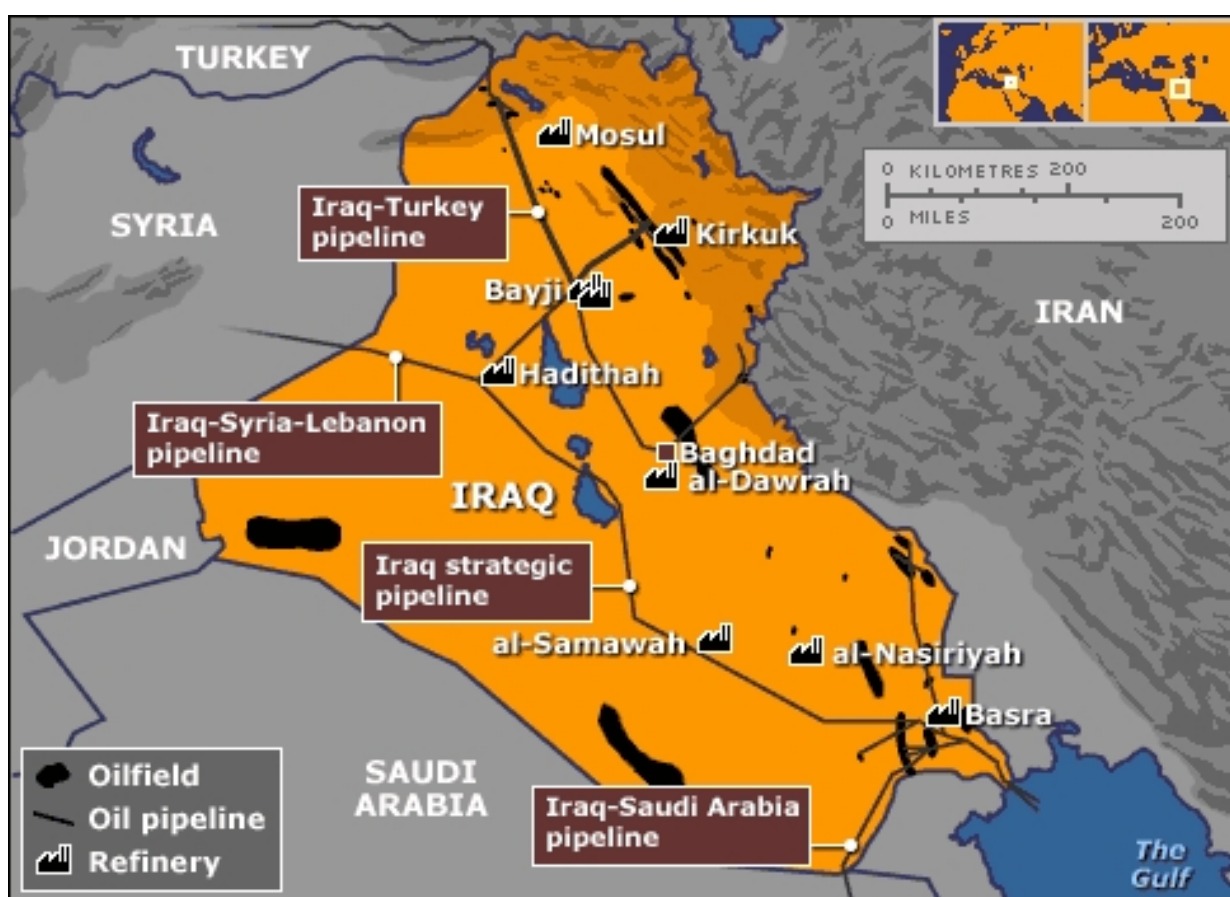 TURKEY
0 KILOMETRES 200
0 MILES 200
Mosul
SYRIA
Iraq-Turkey
pipeline
Kirkuk
Bayji
IRAN
Hadithah
Iraq-Syria-Lebanon
pipeline
Baghdad
al-Dawrah
IRAQ
JORDAN
Iraq strategic
pipeline
al-Samawah
al-Nasiriyah
Basra
SAUDI
ARABIA
Iraq-Saudi Arabia
pipeline
Oilfield
Oil pipeline
Refinery
The
Gulf